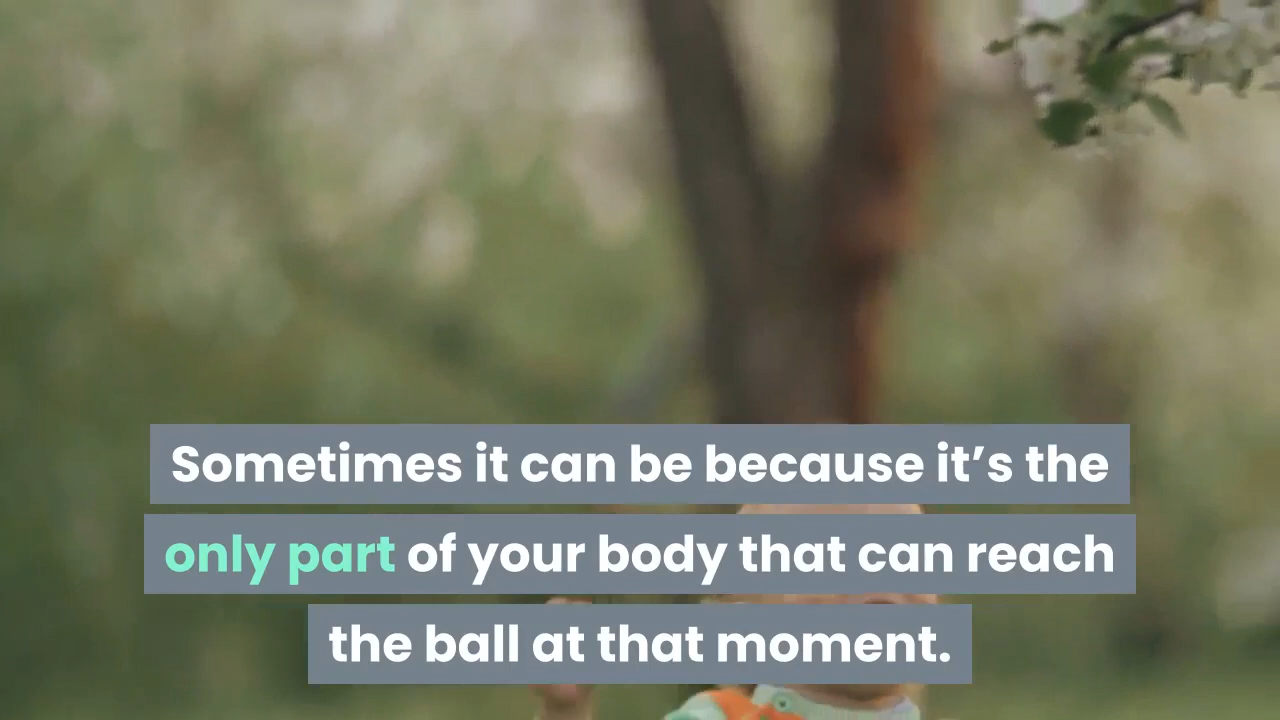 Sometimes it can be because it’s the
only part of your body that can reach
the ball at that moment.